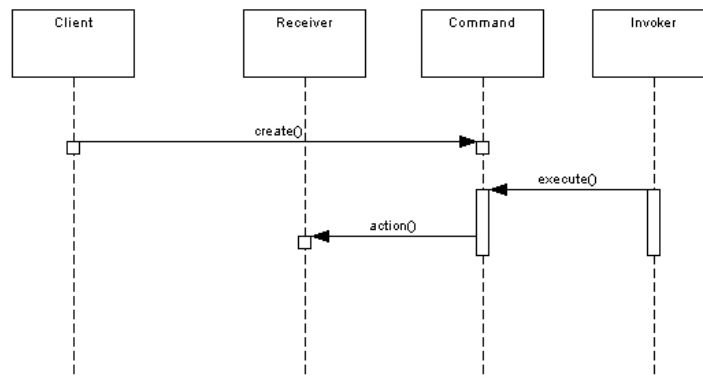 Client
Receiver
Command
Invoker
create()
execute()
action()